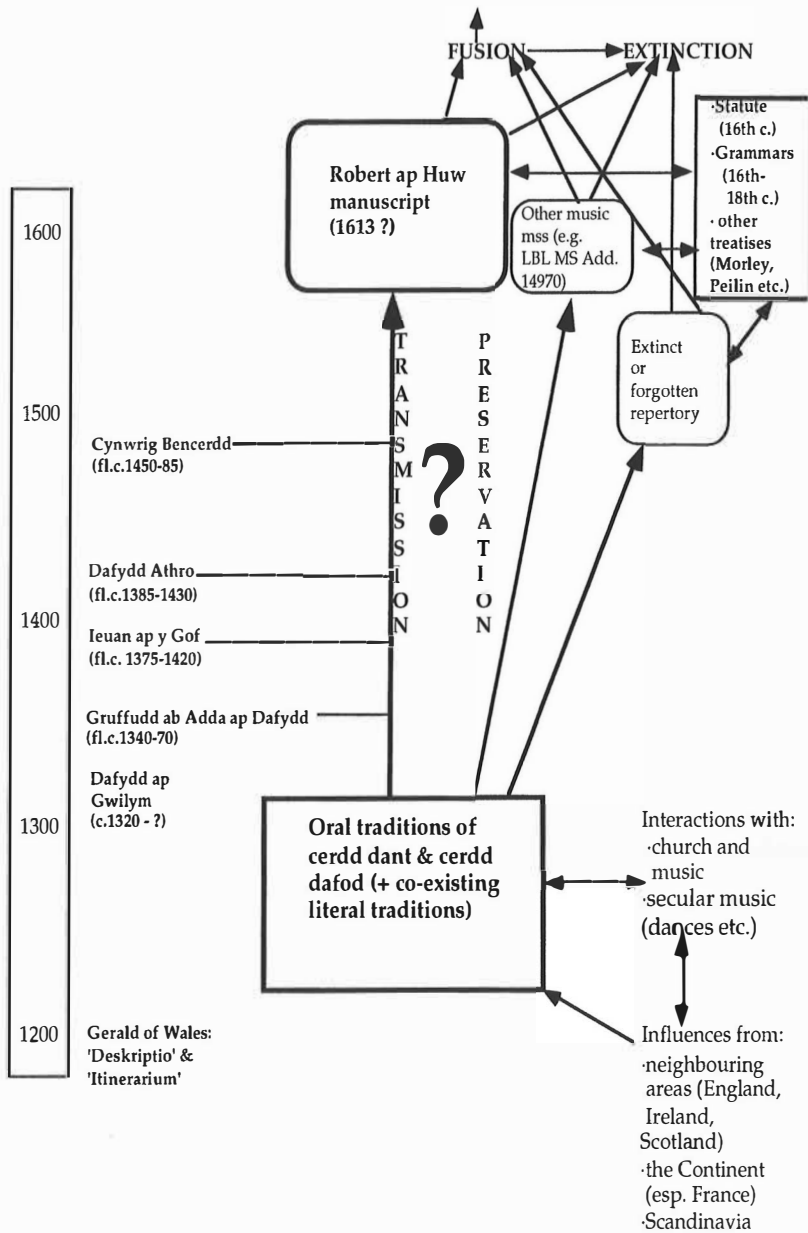 FUSION
EXTINCTION
·Statute
(16th c.)
·Grammars
(16th-
18th c.)
· other
treatises
(Morley,
Peilin etc.)
Robert ap Huw
manuscript
(1613 ?)
Other music
mss (e.g.
LBL MS Add.
14970)
Extinct
or
forgotten
repertory
1600
1500
1400
1300
1200
TRANSMISSION
?
PRESERVATION
Cynwrig Bencerdd
(fl.c.1450-85)
Dafydd Athro
(fl.c.1385-1430)
Ieuan ap y Gof
(fl.c. 1375-1420)
Gruffudd ab Adda ap Dafydd
(fl.c.1340-70)
Dafydd ap
Gwilym
(c.1320 - ?)
Gerald of Wales:
'Deskriptio' &
'Itinerarium'
Oral traditions of
cerdd dant & cerdd
dafod (+ co-existing
literal traditions)
Interactions with:
·church and
music
·secular music
(dances etc.)
Influences from:
·neighbouring
areas (England,
Ireland,
Scotland)
·the Continent
(esp. France)
·Scandinavia